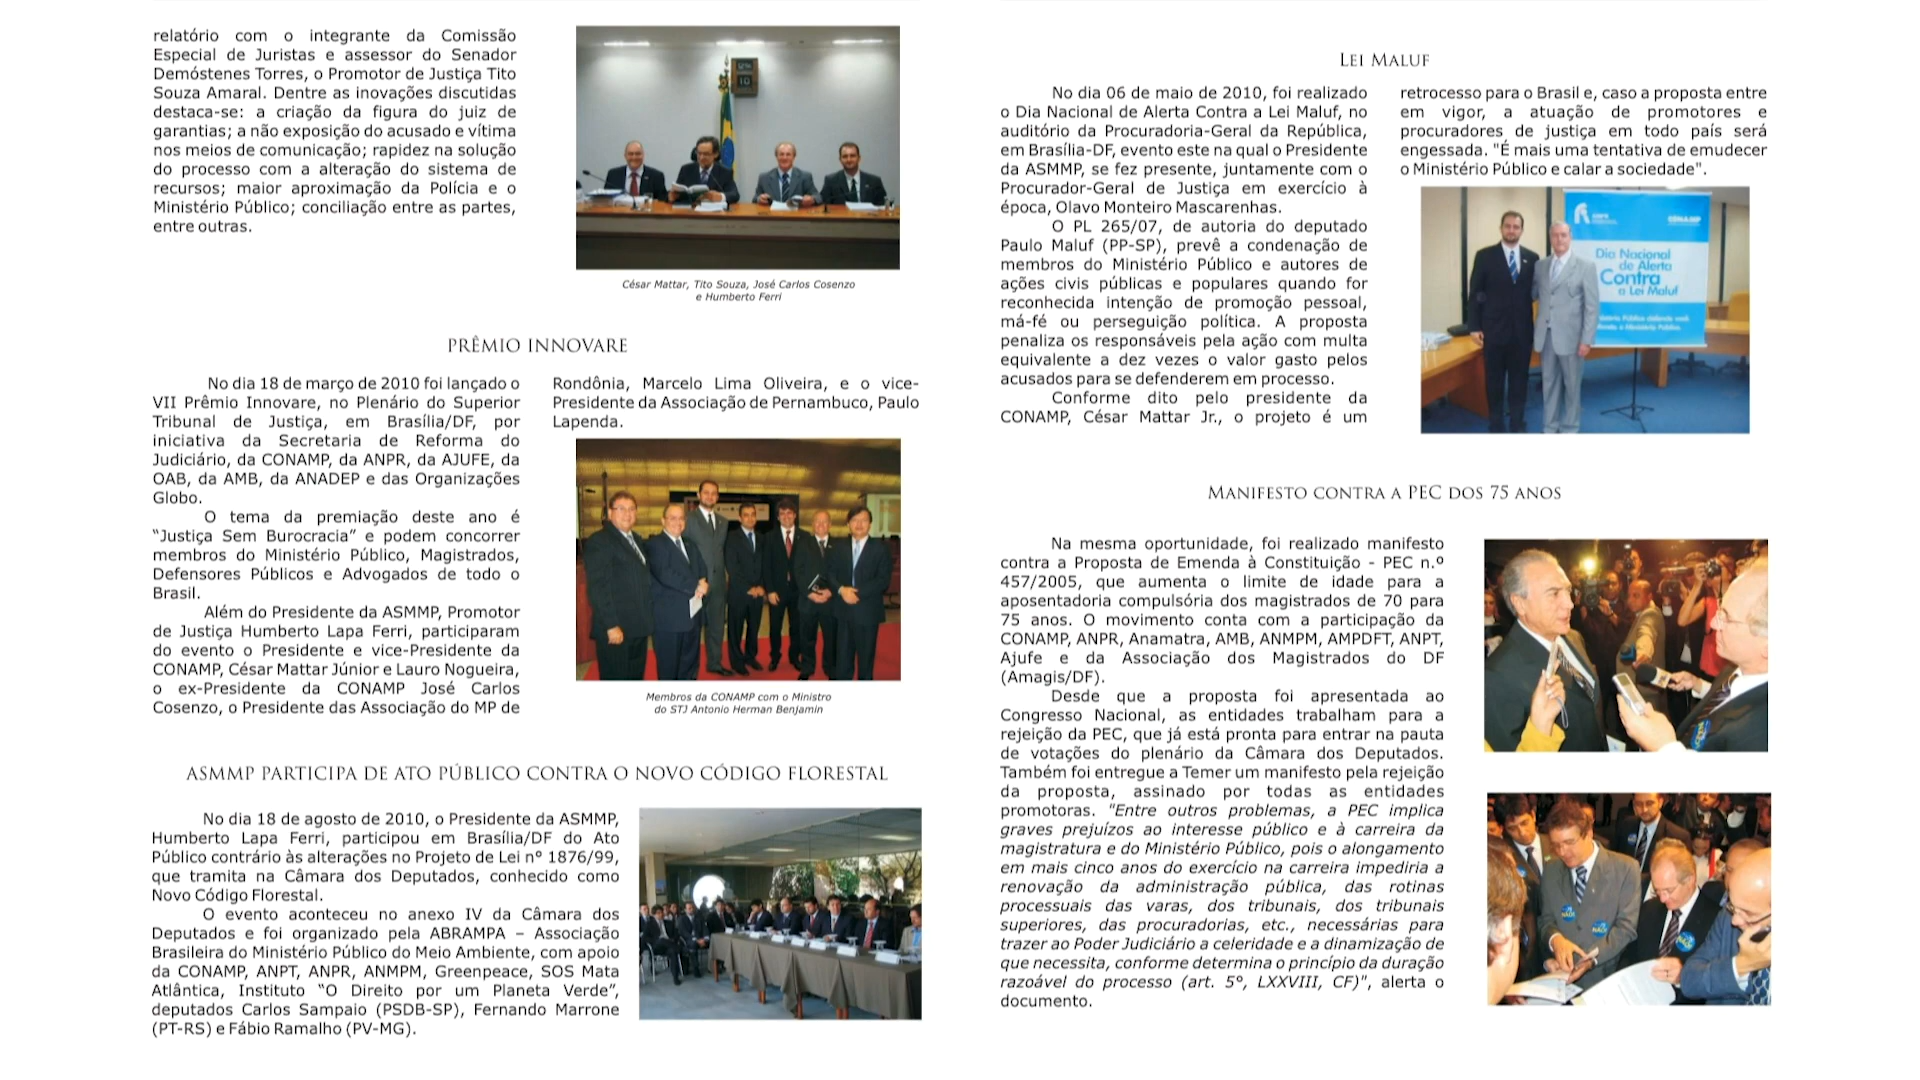 relatório com o integrante da Comissão
Especial de Juristas e assessor do Senador
Demóstenes Torres, o Promotor de Justiça Tito
Souza Amaral. Dentre as inovações discutidas
destaca-se: a criação da figura do juiz de
garantias; a não exposição do acusado e vítima
nos meios de comunicação; rapidez na solução
do processo com a alteração do sistema de
recursos; maior aproximação da Polícia e o
Ministério Público; conciliação entre as partes,
entre outras.
César Mattar, Tito Souza, José Carlos Cosenzo
e Humberto Ferri
PRÊMIO INNOVARE
No dia 18 de março de 2010 foi lançado o
VII Prêmio Innovare, no Plenário do Superior
Tribunal de Justiça, em Brasília/DF, por
iniciativa da Secretaria de Reforma do
Judiciário, da CONAMP, da ANPR, da AJUFE, da
OAB, da AMB, da ANADEP e das Organizações
Globo.
O tema da premiação deste ano é
“Justiça Sem Burocracia” e podem concorrer
membros do Ministério Público, Magistrados,
Defensores Públicos e Advogados de todo o
Brasil.
Além do Presidente da ASMMP, Promotor
de Justiça Humberto Lapa Ferri, participaram
do evento o Presidente e vice-Presidente da
CONAMP, César Mattar Júnior e Lauro Nogueira,
o ex-Presidente da CONAMP José Carlos
Cosenzo, o Presidente das Associação do MP de
Rondônia, Marcelo Lima Oliveira, e o vice-
Presidente da Associação de Pernambuco, Paulo
Lapenda.
Membros da CONAMP com o Ministro
do STJ Antonio Herman Benjamin
ASMMP PARTICIPA DE ATO PÚBLICO CONTRA O NOVO CÓDIGO FLORESTAL
No dia 18 de agosto de 2010, o Presidente da ASMMP,
Humberto Lapa Ferri, participou em Brasília/DF do Ato
Público contrário às alterações no Projeto de Lei nº 1876/99,
que tramita na Câmara dos Deputados, conhecido como
Novo Código Florestal.
O evento aconteceu no anexo IV da Câmara dos
Deputados e foi organizado pela ABRAMPA – Associação
Brasileira do Ministério Público do Meio Ambiente, com apoio
da CONAMP, ANPT, ANPR, ANMPM, Greenpeace, SOS Mata
Atlântica, Instituto “O Direito por um Planeta Verde”,
deputados Carlos Sampaio (PSDB-SP), Fernando Marrone
(PT-RS) e Fábio Ramalho (PV-MG).
LEI MALUF
No dia 06 de maio de 2010, foi realizado
o Dia Nacional de Alerta Contra a Lei Maluf, no
auditório da Procuradoria-Geral da República,
em Brasília-DF, evento este na qual o Presidente
da ASMMP, se fez presente, juntamente com o
Procurador-Geral de Justiça em exercício à
época, Olavo Monteiro Mascarenhas.
O PL 265/07, de autoria do deputado
Paulo Maluf (PP-SP), prevê a condenação de
membros do Ministério Público e autores de
ações civis públicas e populares quando for
reconhecida intenção de promoção pessoal,
má-fé ou perseguição política. A proposta
penaliza os responsáveis pela ação com multa
equivalente a dez vezes o valor gasto pelos
acusados para se defenderem em processo.
Conforme dito pelo presidente da
CONAMP, César Mattar Jr., o projeto é um
retrocesso para o Brasil e, caso a proposta entre
em vigor, a atuação de promotores e
procuradores de justiça em todo país será
engessada. "É mais uma tentativa de emudecer
o Ministério Público e calar a sociedade".
CONAMP
Dia Nacional
de Alerta
Contra
a Lei Maluf
MANIFESTO CONTRA A PEC DOS 75 ANOS
Na mesma oportunidade, foi realizado manifesto
contra a Proposta de Emenda à Constituição - PEC n.º
457/2005, que aumenta o limite de idade para a
aposentadoria compulsória dos magistrados de 70 para
75 anos. O movimento conta com a participação da
CONAMP, ANPR, Anamatra, AMB, ANMPM, AMPDFT, ANPT,
Ajufe e da Associação dos Magistrados do DF
(Amagis/DF).
Desde que a proposta foi apresentada ao
Congresso Nacional, as entidades trabalham para a
rejeição da PEC, que já está pronta para entrar na pauta
de votações do plenário da Câmara dos Deputados.
Também foi entregue a Temer um manifesto pela rejeição
da proposta, assinado por todas as entidades
promotoras. "Entre outros problemas, a PEC implica
graves prejuízos ao interesse público e à carreira da
magistratura e do Ministério Público, pois o alongamento
em mais cinco anos do exercício na carreira impediria a
renovação da administração pública, das rotinas
processuais das varas, dos tribunais, dos tribunais
superiores, das procuradorias, etc., necessárias para
trazer ao Poder Judiciário a celeridade e a dinamização de
que necessita, conforme determina o princípio da duração
razoável do processo (art. 5°, LXXVIII, CF)", alerta o
documento.